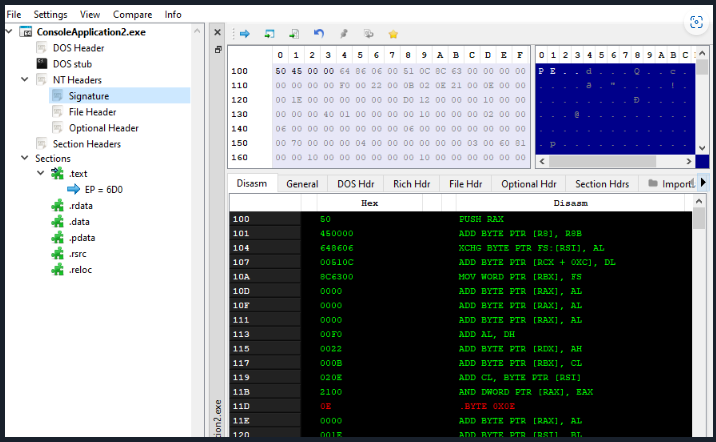 File Settings View Compare Info
ConsoleApplication2.exe
DOS Header
DOS stub
NT Headers
Signature
File Header
Optional Header
Section Headers
Sections
.text
EP = 6D0
.rdata
.data
.pdata
.rsrc
.reloc
0 1 2 3 4 5 6 7 8 9 A B C D E F
100 50 45 00 00 64 86 06 00 51 0C 8C 63 00 00 00 00
110 00 00 00 00 F0 00 22 00 0B 02 0E 21 00 0E 00 00
120 00 1E 00 00 00 00 00 00 D0 12 00 00 00 10 00 00
130 00 00 00 40 01 00 00 00 00 10 00 00 00 02 00 00
140 06 00 00 00 00 00 00 00 06 00 00 00 00 00 00 00
150 00 70 00 00 00 04 00 00 00 00 00 00 03 00 60 81
160 00 00 10 00 00 00 00 00 00 10 00 00 00 00 00 00
0 1 2 3 4 5 6 7 8 9 A B C
P E . . d . . . Q . . c .
. . . . ð . " . . . . ! .
. . . . . . . . Ð . . . .
. . . @ . . . . . . . . .
. . . . . . . . . . . . .
. p . . . . . . . . . . .
Disasm General DOS Hdr Rich Hdr File Hdr Optional Hdr Section Hdrs Import
Hex Disasm
100 50 PUSH RAX
101 450000 ADD BYTE PTR [R8], R8B
104 648606 XCHG BYTE PTR FS:[RSI], AL
107 00510C ADD BYTE PTR [RCX + 0XC], DL
10A 8C6300 MOV WORD PTR [RBX], FS
10D 0000 ADD BYTE PTR [RAX], AL
10F 0000 ADD BYTE PTR [RAX], AL
111 0000 ADD BYTE PTR [RAX], AL
113 00F0 ADD AL, DH
115 0022 ADD BYTE PTR [RDX], AH
117 000B ADD BYTE PTR [RBX], CL
119 020E ADD CL, BYTE PTR [RSI]
11B 2100 AND DWORD PTR [RAX], EAX
11D 0E .BYTE 0X0E
11E 0000 ADD BYTE PTR [RAX], AL
120 001E ADD BYTE PTR [RSI], BL
tion2.exe